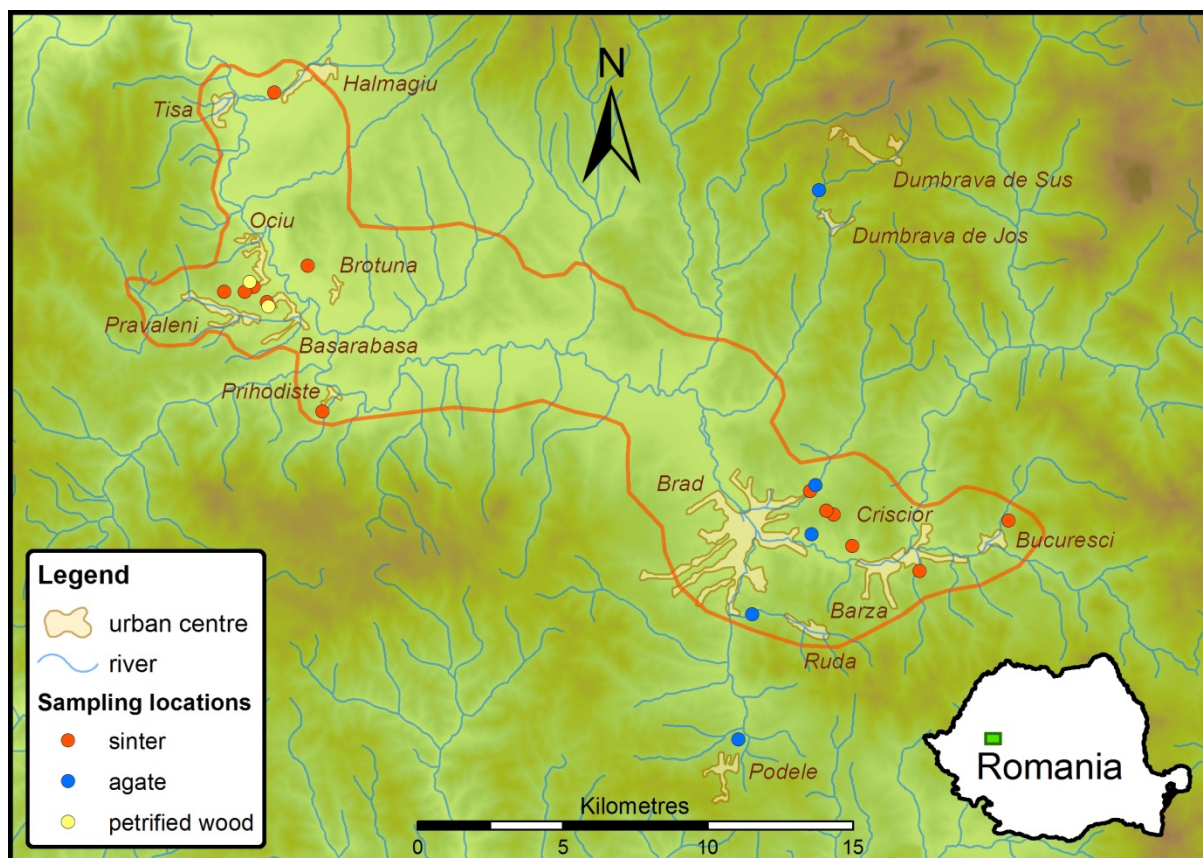 N
Halmagiu
Tisa
Dumbrava de Sus
Ociu
Dumbrava de Jos
Brotuna
Pravaleni
Basarabasa
Prihodiste
Brad
Criscior
Bucuresci
Barza
Ruda
Podele
Legend
urban centre
river
Sampling locations
sinter
agate
petrified wood
Kilometres
0 5 10 15
Romania